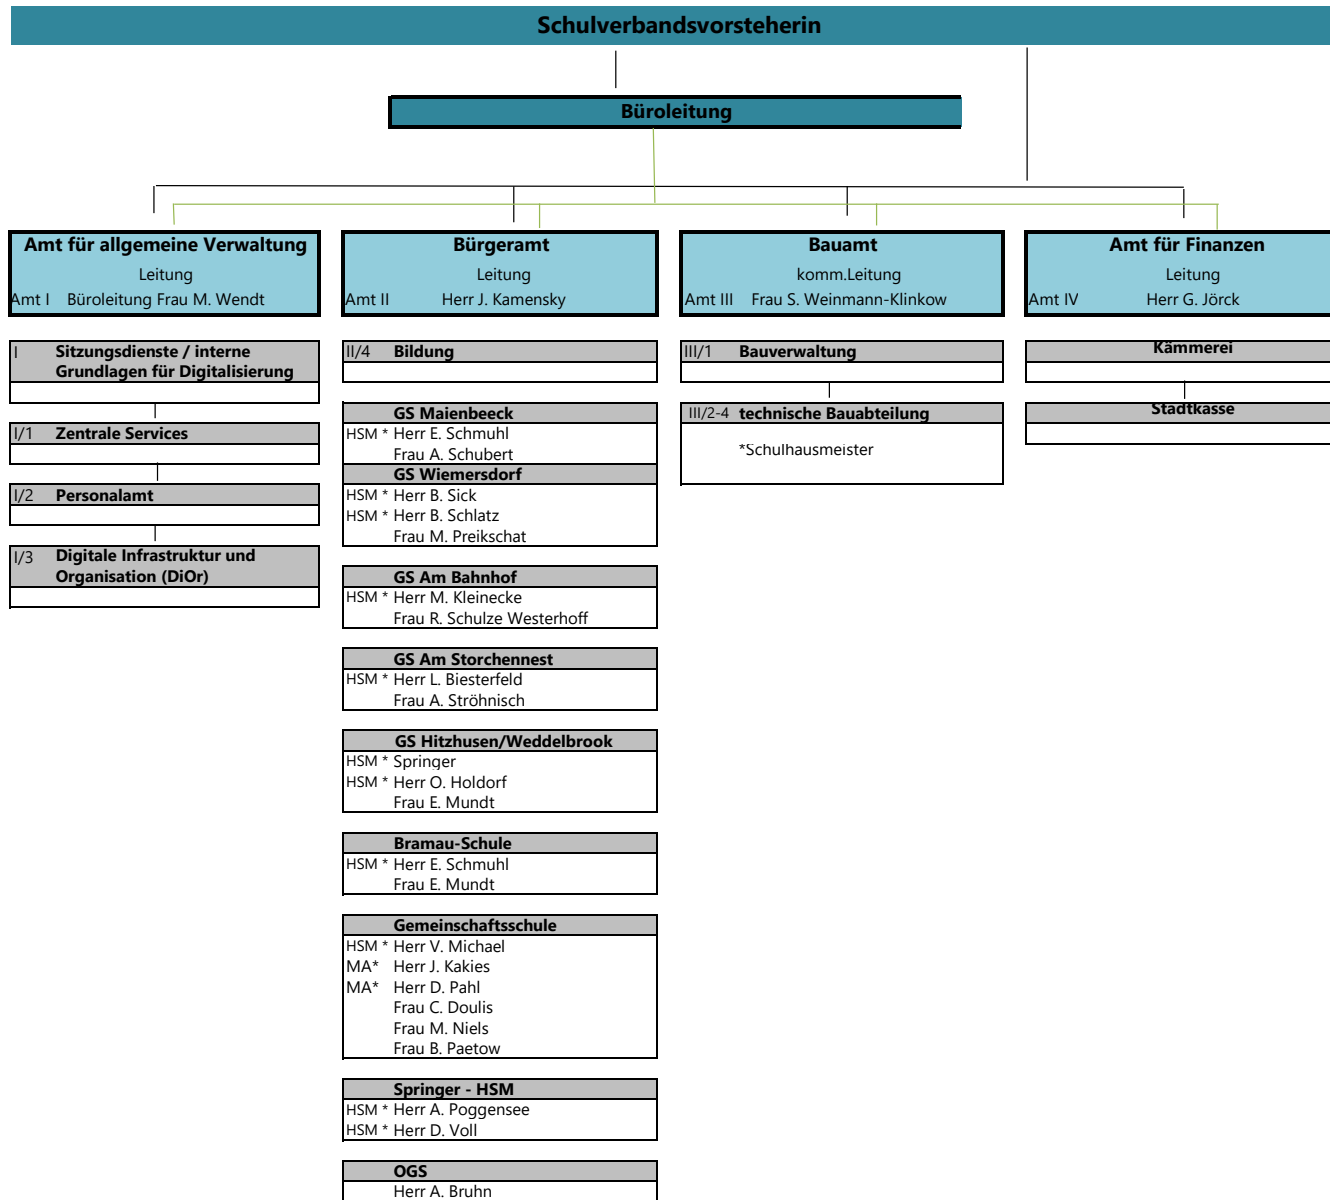 Schulverbandsvorsteherin
Büroleitung
Amt für allgemeine Verwaltung
Leitung
Amt I Büroleitung Frau M. Wendt
Bürgeramt
Leitung
Amt II Herr J. Kamensky
Bauamt
komm.Leitung
Amt III Frau S. Weinmann-Klinkow
Amt für Finanzen
Leitung
Amt IV Herr G. Jörck
I Sitzungsdienste / interne
Grundlagen für Digitalisierung
I/1 Zentrale Services
I/2 Personalamt
I/3 Digitale Infrastruktur und
Organisation (DiOr)
II/4 Bildung
GS Maienbeeck
HSM * Herr E. Schmuhl
Frau A. Schubert
GS Wiemersdorf
HSM * Herr B. Sick
HSM * Herr B. Schlatz
Frau M. Preikschat
GS Am Bahnhof
HSM * Herr M. Kleinecke
Frau R. Schulze Westerhoff
GS Am Storchennest
HSM * Herr L. Biesterfeld
Frau A. Ströhnisch
GS Hitzhusen/Weddelbrook
HSM * Springer
HSM * Herr O. Holdorf
Frau E. Mundt
Bramau-Schule
HSM * Herr E. Schmuhl
Frau E. Mundt
Gemeinschaftsschule
HSM * Herr V. Michael
MA* Herr J. Kakies
MA* Herr D. Pahl
Frau C. Doulis
Frau M. Niels
Frau B. Paetow
Springer - HSM
HSM * Herr A. Poggensee
HSM * Herr D. Voll
OGS
Herr A. Bruhn
III/1 Bauverwaltung
III/2-4 technische Bauabteilung
*Schulhausmeister
Kämmerei
Stadtkasse